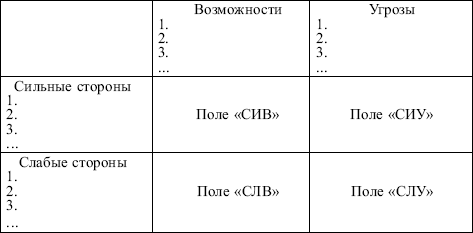 Возможности
1.
2.
3.
...
Угрозы
1.
2.
3.
...
Сильные стороны
1.
2.
3.
...
Поле «СИВ»
Поле «СИУ»
Слабые стороны
1.
2.
3.
...
Поле «СЛВ»
Поле «СЛУ»